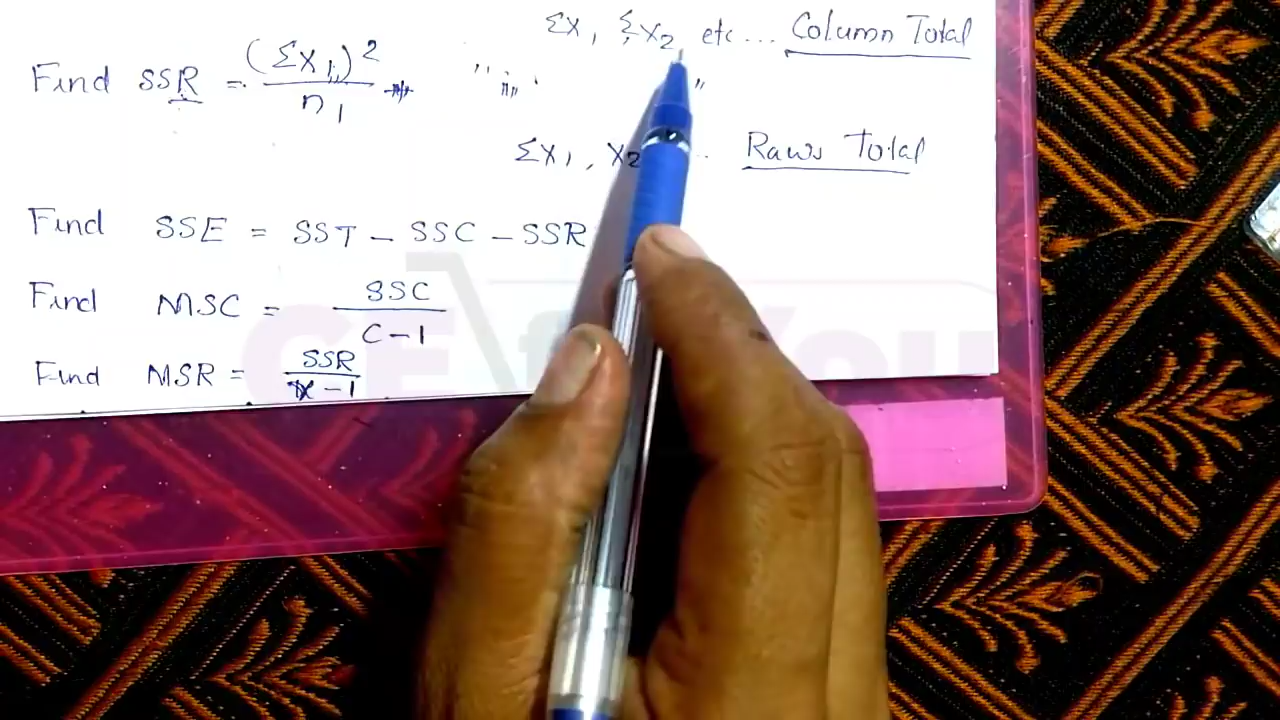 Σx₁ Σx₂ etc... Column Total
Find SSR = (Σx₁)² / n₁ + " ... "
Σx₁, x₂ .. Raws Total
Find SSE = SST - SSC - SSR
Find MSC = SSC / C-1
Find MSR = SSR / r-1